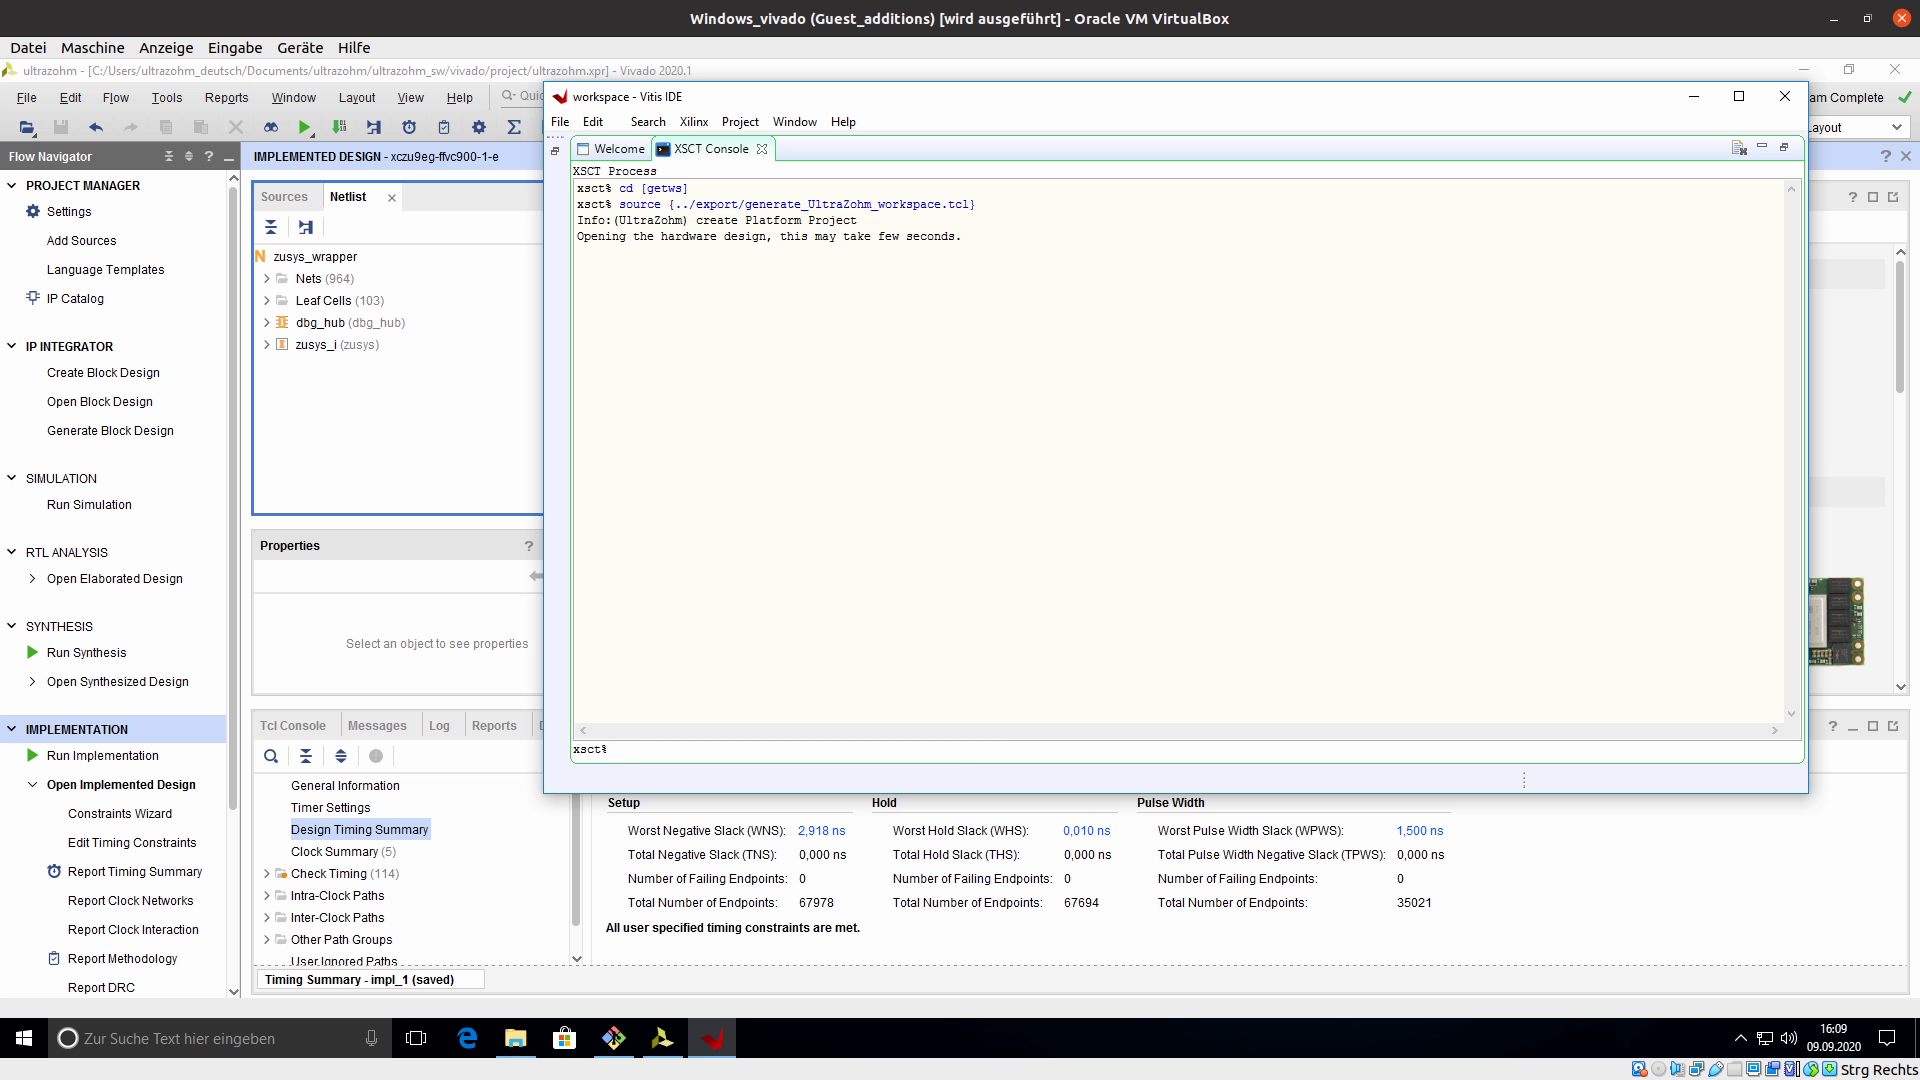 Windows_vivado (Guest_additions) [wird ausgeführt] - Oracle VM VirtualBox
Datei Maschine Anzeige Eingabe Geräte Hilfe
ultrazohm - [C:/Users/ultrazohm_deutsch/Documents/ultrazohm/ultrazohm_sw/vivado/project/ultrazohm.xpr] - Vivado 2020.1
File Edit Flow Tools Reports Window Layout View Help
workspace - Vitis IDE
File Edit Search Xilinx Project Window Help
Welcome
XSCT Console
XSCT Process
xsct% cd [getws]
xsct% source {../export/generate_UltraZohm_workspace.tcl}
Info:(UltraZohm) create Platform Project
Opening the hardware design, this may take few seconds.
xsct%
am Complete
Flow Navigator
IMPLEMENTED DESIGN - xczu9eg-ffvc900-1-e
PROJECT MANAGER
Settings
Add Sources
Language Templates
IP Catalog
IP INTEGRATOR
Create Block Design
Open Block Design
Generate Block Design
SIMULATION
Run Simulation
RTL ANALYSIS
Open Elaborated Design
SYNTHESIS
Run Synthesis
Open Synthesized Design
IMPLEMENTATION
Run Implementation
Open Implemented Design
Constraints Wizard
Edit Timing Constraints
Report Timing Summary
Report Clock Networks
Report Clock Interaction
Report Methodology
Report DRC
Sources
Netlist
zusys_wrapper
Nets (964)
Leaf Cells (103)
dbg_hub (dbg_hub)
zusys_i (zusys)
Properties
Select an object to see properties
Tcl Console Messages Log Reports
General Information
Timer Settings
Design Timing Summary
Clock Summary (5)
Check Timing (114)
Intra-Clock Paths
Inter-Clock Paths
Other Path Groups
User Ignored Paths
Setup Hold Pulse Width
Worst Negative Slack (WNS): 2,918 ns Worst Hold Slack (WHS): 0,010 ns Worst Pulse Width Slack (WPWS): 1,500 ns
Total Negative Slack (TNS): 0,000 ns Total Hold Slack (THS): 0,000 ns Total Pulse Width Negative Slack (TPWS): 0,000 ns
Number of Failing Endpoints: 0 Number of Failing Endpoints: 0 Number of Failing Endpoints: 0
Total Number of Endpoints: 67978 Total Number of Endpoints: 67694 Total Number of Endpoints: 35021
All user specified timing constraints are met.
Timing Summary - impl_1 (saved)
Zur Suche Text hier eingeben
16:09
09.09.2020
Strg Rechts